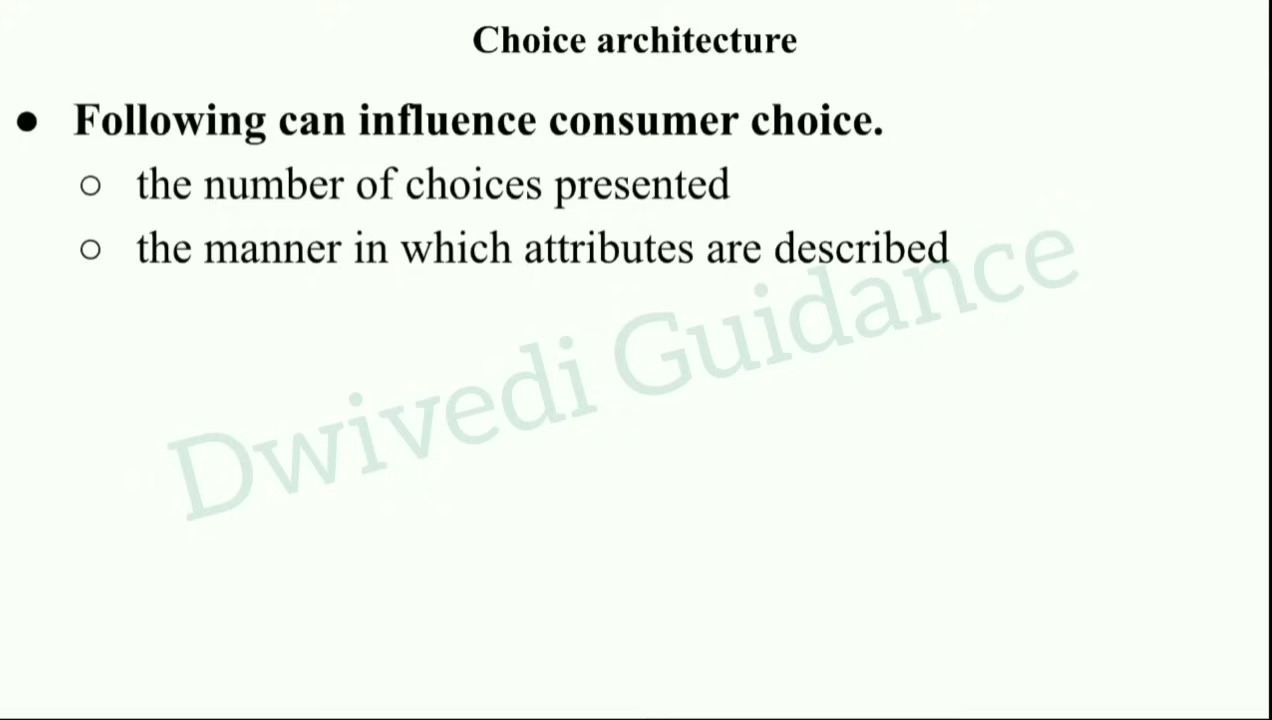 Choice architecture
● Following can influence consumer choice.
○ the number of choices presented
○ the manner in which attributes are described
Dwivedi Guidance